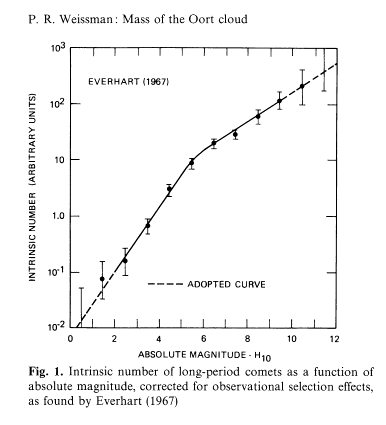 P. R. Weissman: Mass of the Oort cloud
10³
EVERHART (1967)
10²
10
1.0
10⁻¹
ADOPTED CURVE
10⁻²
INTRINSIC NUMBER (ARBITRARY UNITS)
0 2 4 6 8 10 12
ABSOLUTE MAGNITUDE - H₁₀
Fig. 1. Intrinsic number of long-period comets as a function of
absolute magnitude, corrected for observational selection effects,
as found by Everhart (1967)